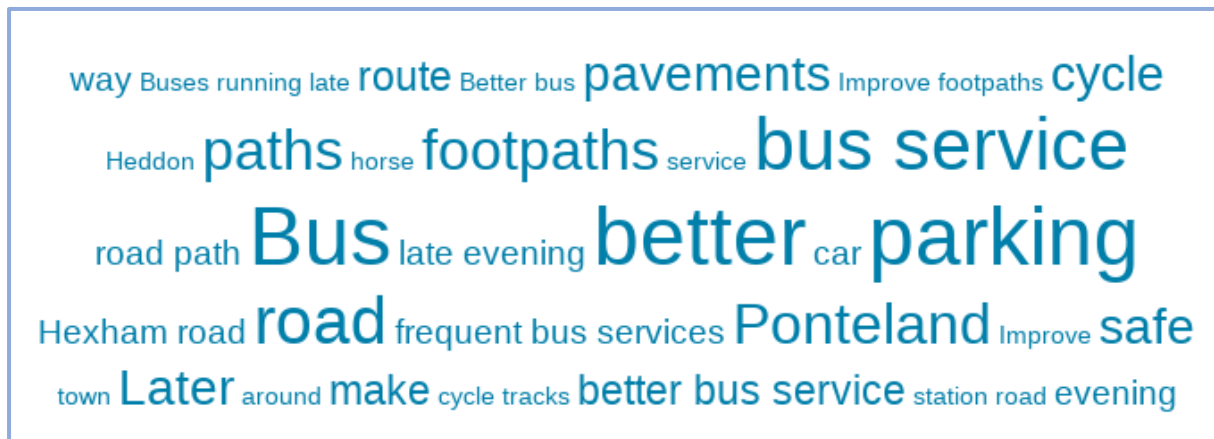 way Buses running late route Better bus pavements Improve footpaths cycle
Heddon paths horse footpaths service bus service
road path Bus late evening better car parking
Hexham road road frequent bus services Ponteland Improve safe
town Later around make cycle tracks better bus service station road evening